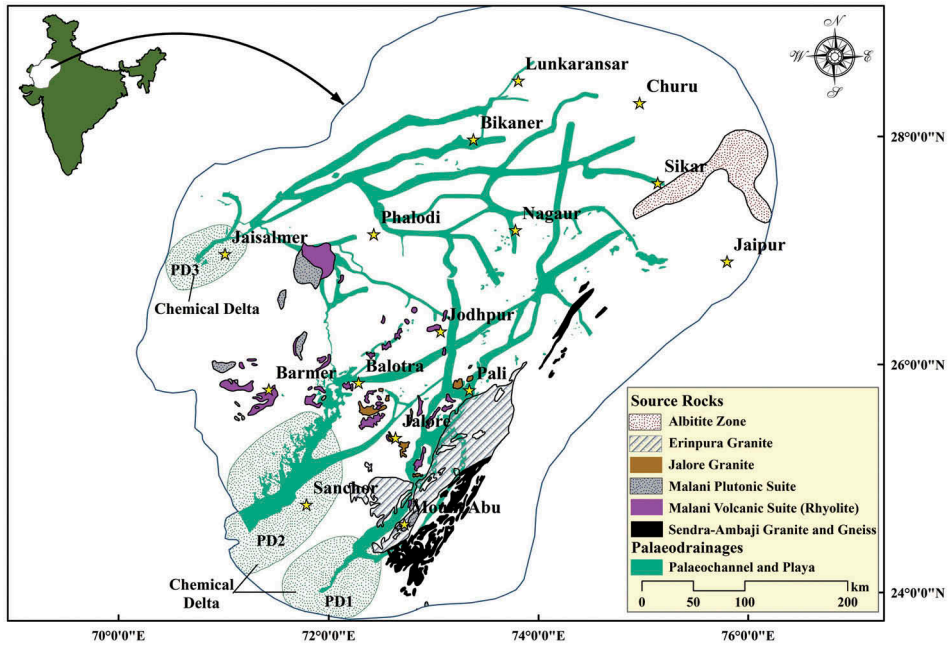 N
W E
S
Lunkaransar
Churu
Bikaner
28°0'0"N
Sikar
Phalodi
Nagaur
Jaisalmer
Jaipur
PD3
Chemical Delta
Jodhpur
26°0'0"N
Barmer
Balotra
Pali
Jalore
Sanchor
Mount Abu
PD2
Chemical
Delta
PD1
24°0'0"N
Source Rocks
Albitite Zone
Erinpura Granite
Jalore Granite
Malani Plutonic Suite
Malani Volcanic Suite (Rhyolite)
Sendra-Ambaji Granite and Gneiss
Palaeodrainages
Palaeochannel and Playa
km
0 50 100 200
70°0'0"E 72°0'0"E 74°0'0"E 76°0'0"E